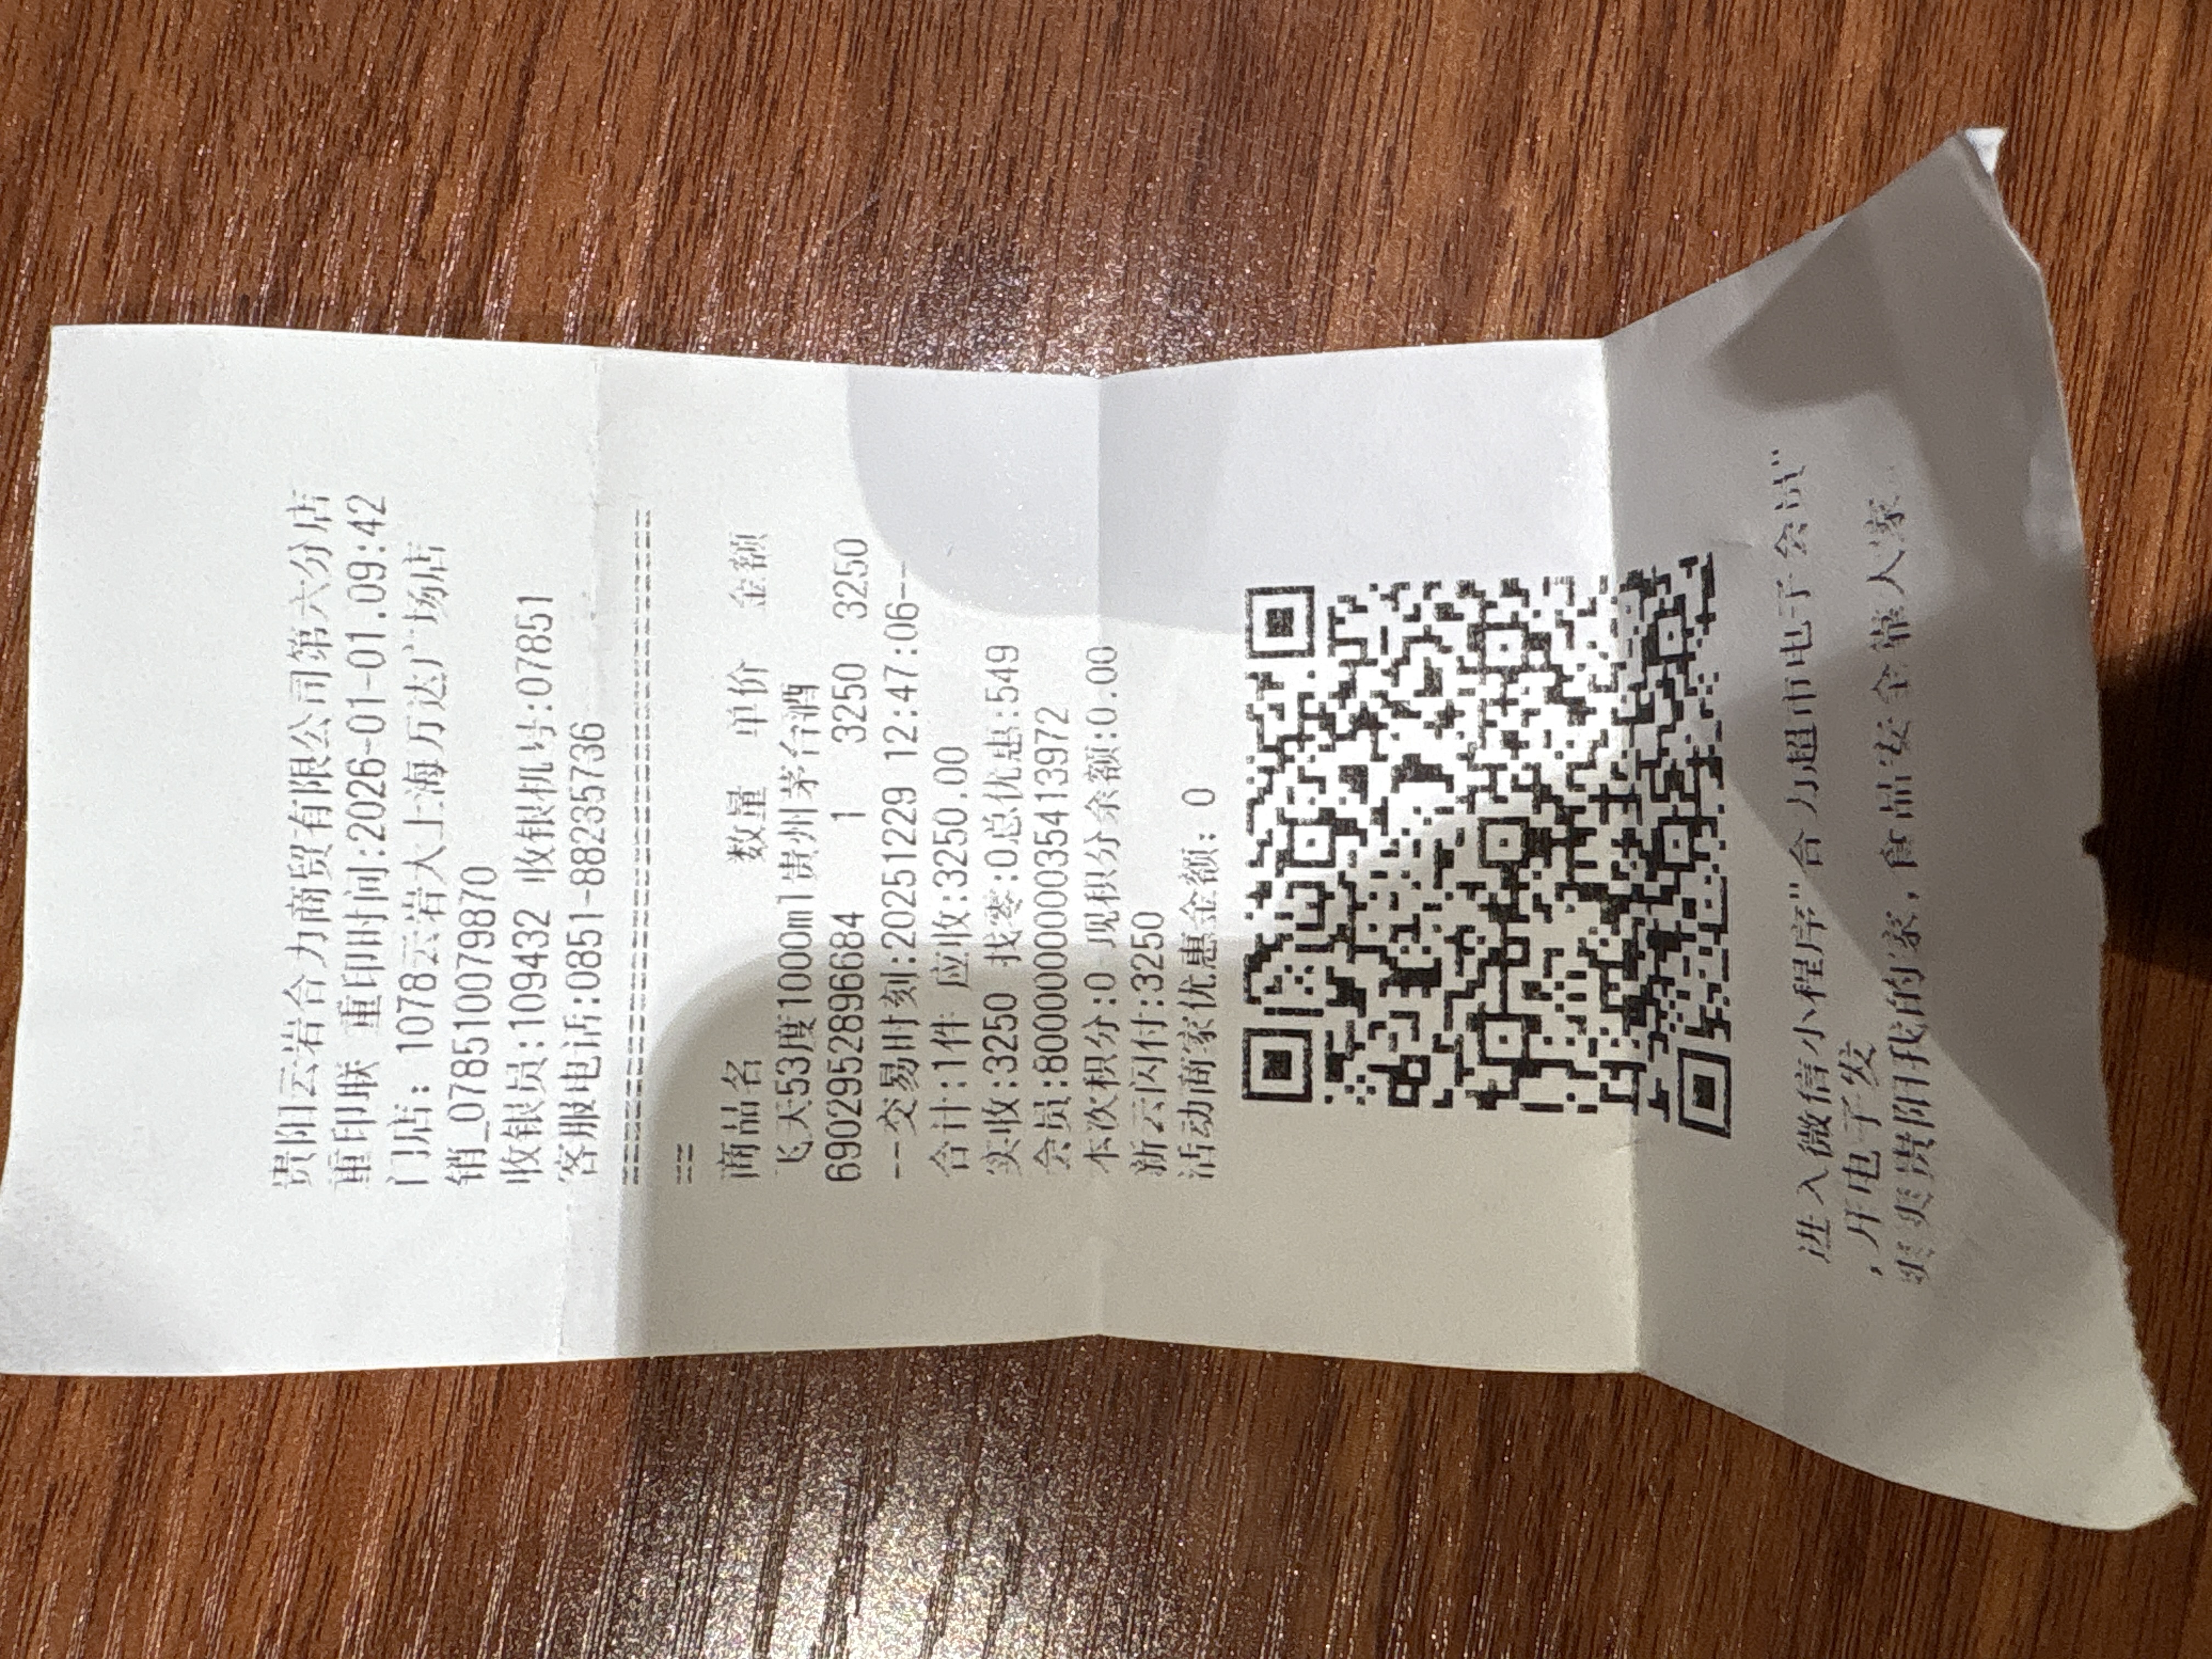 贵阳云岩合力商贸有限公司第六分店
重印联 重印时间:2026-01-01.09:42
门店: 1078云岩大上海万达广场店
销_0785100079870
收银员:109432 收银机号:07851
客服电话:0851-88235736
==
商品名 数量 单价 金额
飞天53度1000ml贵州茅台酒
6902952896684 1 3250 3250
--交易时刻:20251229 12:47:06--
合计:1件 应收:3250.00
实收:3250 找零:0总优惠:549
会员:8000000003541397​2
本次积分:0 现积分余额:0.00
新云闪付:3250
活动商家优惠金额: 0
进入微信小程序"合力超市电子会员"
,开电子发
爽爽贵阳我的家,食品安全靠人家